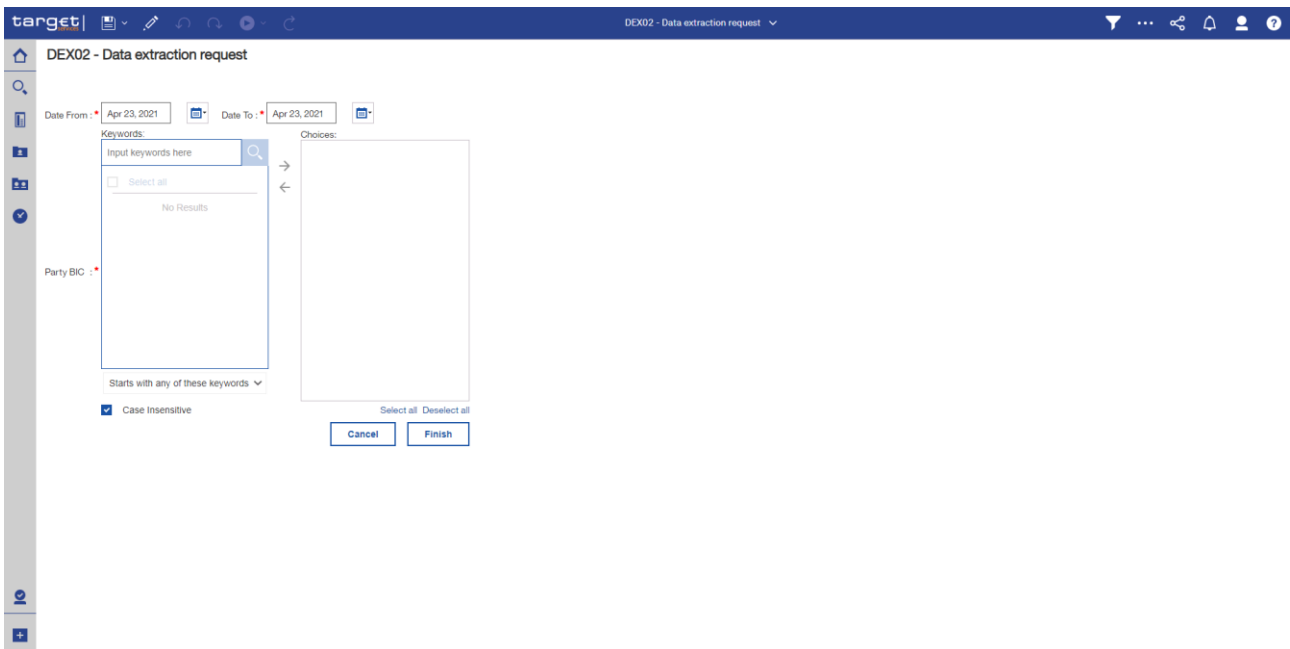 target|
services
DEX02 - Data extraction request
DEX02 - Data extraction request
Date From : * Apr 23, 2021 Date To : * Apr 23, 2021
Keywords: Choices:
Input keywords here
Select all
No Results
Party BIC : *
Starts with any of these keywords
Case Insensitive Select all Deselect all
Cancel Finish